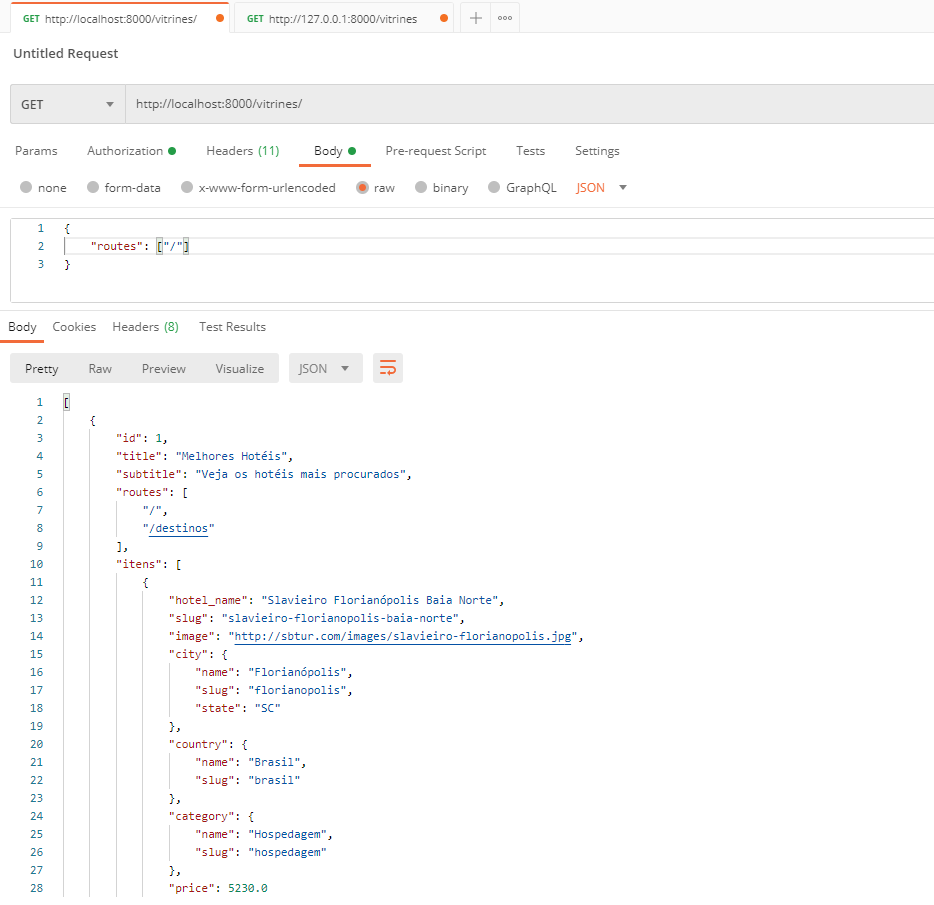 GET http://localhost:8000/vitrines/ GET http://127.0.0.1:8000/vitrines
Untitled Request
GET http://localhost:8000/vitrines/
Params Authorization Headers (11) Body Pre-request Script Tests Settings
none form-data x-www-form-urlencoded raw binary GraphQL JSON
1 {
2 "routes": ["/"]
3 }
Body Cookies Headers (8) Test Results
Pretty Raw Preview Visualize JSON
1 [
2 {
3 "id": 1,
4 "title": "Melhores Hotéis",
5 "subtitle": "Veja os hotéis mais procurados",
6 "routes": [
7 "/",
8 "/destinos"
9 ],
10 "itens": [
11 {
12 "hotel_name": "Slavieiro Florianópolis Baia Norte",
13 "slug": "slavieiro-florianopolis-baia-norte",
14 "image": "http://sbtur.com/images/slavieiro-florianopolis.jpg",
15 "city": {
16 "name": "Florianópolis",
17 "slug": "florianopolis",
18 "state": "SC"
19 },
20 "country": {
21 "name": "Brasil",
22 "slug": "brasil"
23 },
24 "category": {
25 "name": "Hospedagem",
26 "slug": "hospedagem"
27 },
28 "price": 5230.0